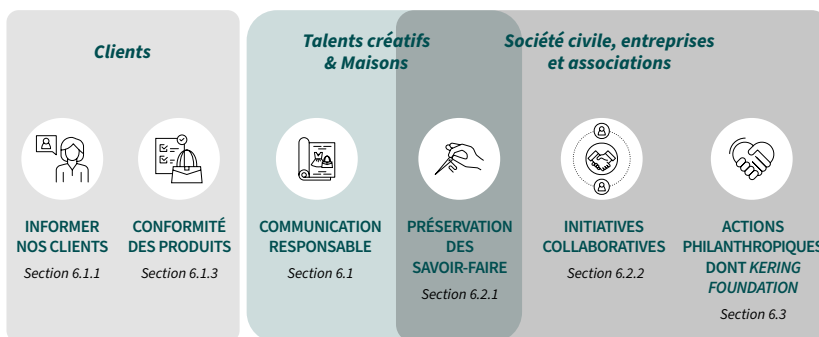 Clients
INFORMER
NOS CLIENTS
Section 6.1.1
CONFORMITÉ
DES PRODUITS
Section 6.1.3
Talents créatifs
& Maisons
COMMUNICATION
RESPONSABLE
Section 6.1
PRÉSERVATION
DES
SAVOIR-FAIRE
Section 6.2.1
Société civile, entreprises
et associations
INITIATIVES
COLLABORATIVES
Section 6.2.2
ACTIONS
PHILANTHROPIQUES
DONT KERING
FOUNDATION
Section 6.3